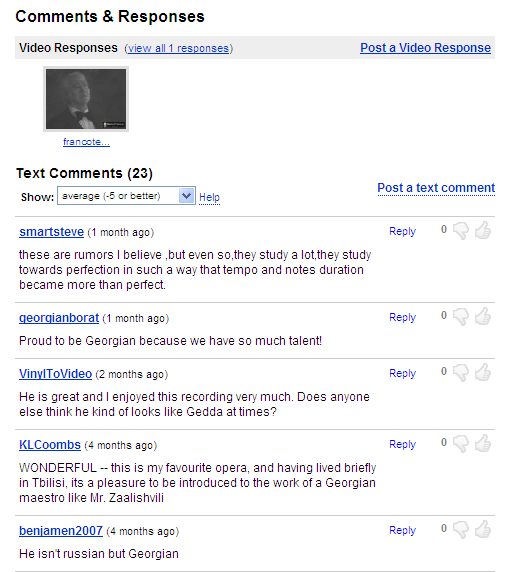 Comments & Responses
Video Responses (view all 1 responses) Post a Video Response
francote...
Text Comments (23)
Post a text comment
Show: average (-5 or better) Help
smartsteve (1 month ago) Reply 0
these are rumors I believe ,but even so,they study a lot,they study
towards perfection in such a way that tempo and notes duration
became more than perfect.
georgianborat (1 month ago) Reply 0
Proud to be Georgian because we have so much talent!
VinylToVideo (2 months ago) Reply 0
He is great and I enjoyed this recording very much. Does anyone
else think he kind of looks like Gedda at times?
KLCoombs (4 months ago) Reply 0
WONDERFUL -- this is my favourite opera, and having lived briefly
in Tbilisi, its a pleasure to be introduced to the work of a Georgian
maestro like Mr. Zaalishvili
benjamen2007 (4 months ago) Reply 0
He isn't russian but Georgian